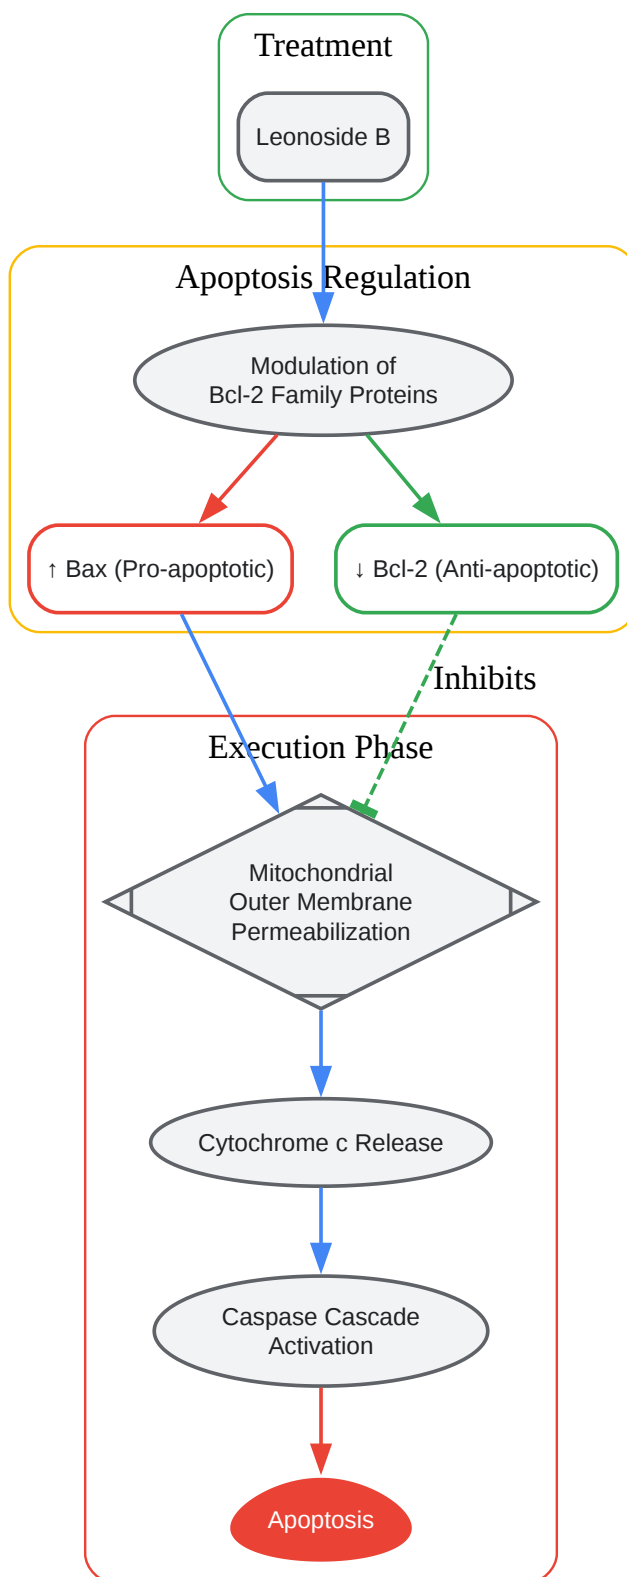 Treatment
Leonoside B
Apoptosis Regulation
Modulation of
Bcl-2 Family Proteins
↑ Bax (Pro-apoptotic)
↓ Bcl-2 (Anti-apoptotic)
Inhibits
Execution Phase
Mitochondrial
Outer Membrane
Permeabilization
Cytochrome c Release
Caspase Cascade
Activation
Apoptosis